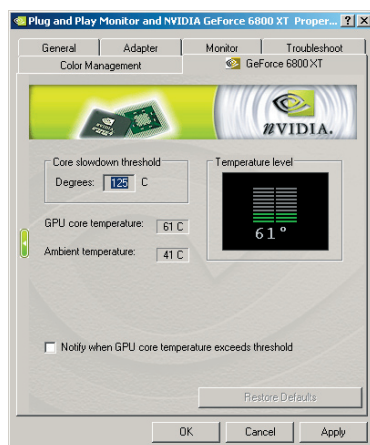 Plug and Play Monitor and NVIDIA GeForce 6800 XT Proper...
General Adapter Monitor Troubleshoot
Color Management GeForce 6800 XT
nVIDIA.
Core slowdown threshold
Degrees: 125 C
Temperature level
61°
GPU core temperature: 61 C
Ambient temperature: 41 C
Notify when GPU core temperature exceeds threshold
Restore Defaults
OK Cancel Apply